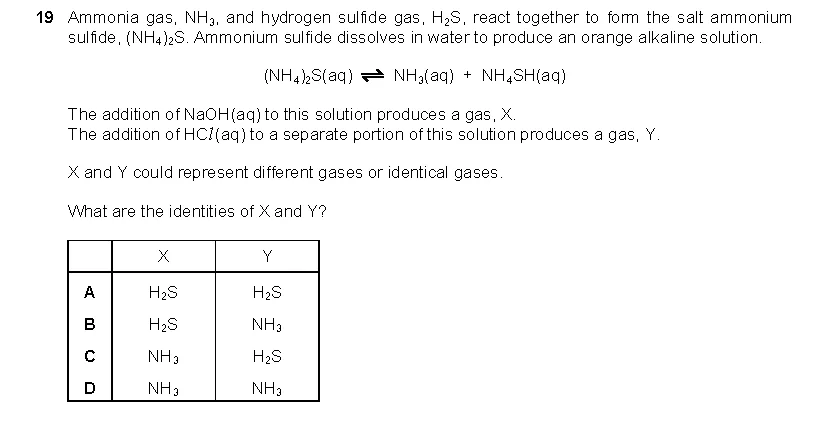 19 Ammonia gas, NH₃, and hydrogen sulfide gas, H₂S, react together to form the salt ammonium
sulfide, (NH₄)₂S. Ammonium sulfide dissolves in water to produce an orange alkaline solution.
(NH₄)₂S(aq) ⇌ NH₃(aq) + NH₄SH(aq)
The addition of NaOH(aq) to this solution produces a gas, X.
The addition of HCl(aq) to a separate portion of this solution produces a gas, Y.
X and Y could represent different gases or identical gases.
What are the identities of X and Y?
X Y
A H₂S H₂S
B H₂S NH₃
C NH₃ H₂S
D NH₃ NH₃